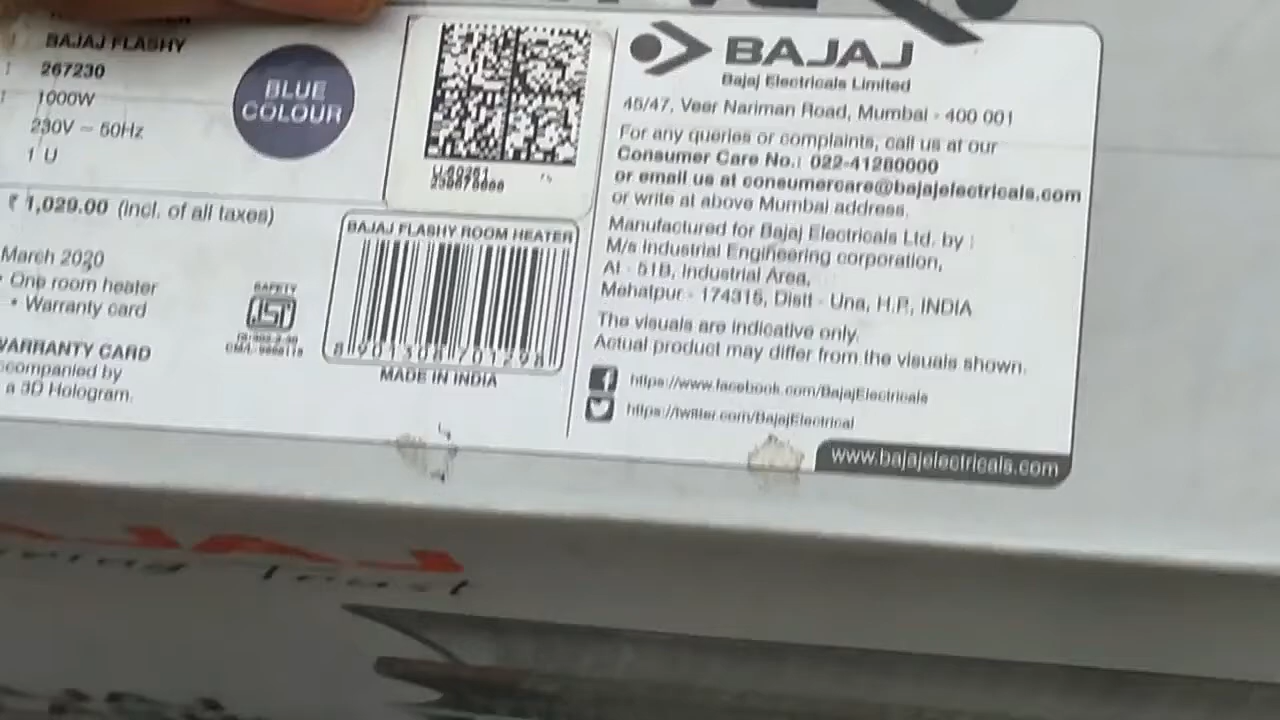 BAJAJ FLASHY
267230
1000W
230V ~ 50Hz
1 U
BLUE
COLOUR
₹ 1,029.00 (incl. of all taxes)
March 2020
• One room heater
• Warranty card
WARRANTY CARD
a 3D Hologram.
SAFETY
ISI
BAJAJ FLASHY ROOM HEATER
MADE IN INDIA
BAJAJ
Bajaj Electricals Limited
45/47, Veer Nariman Road, Mumbai - 400 001
For any queries or complaints, call us at our
Consumer Care No.: 022-41280000
or email us at consumercare@bajajelectricals.com
or write at above Mumbai address.
Manufactured for Bajaj Electricals Ltd. by :
M/s Industrial Engineering corporation,
Industrial Area,
Mehatpur - 174315, Distt - Una, H.P., INDIA
The visuals are indicative only.
Actual product may differ from the visuals shown.
https://www.facebook.com/BajajElectricals
https://twitter.com/BajajElectrical
www.bajajelectricals.com